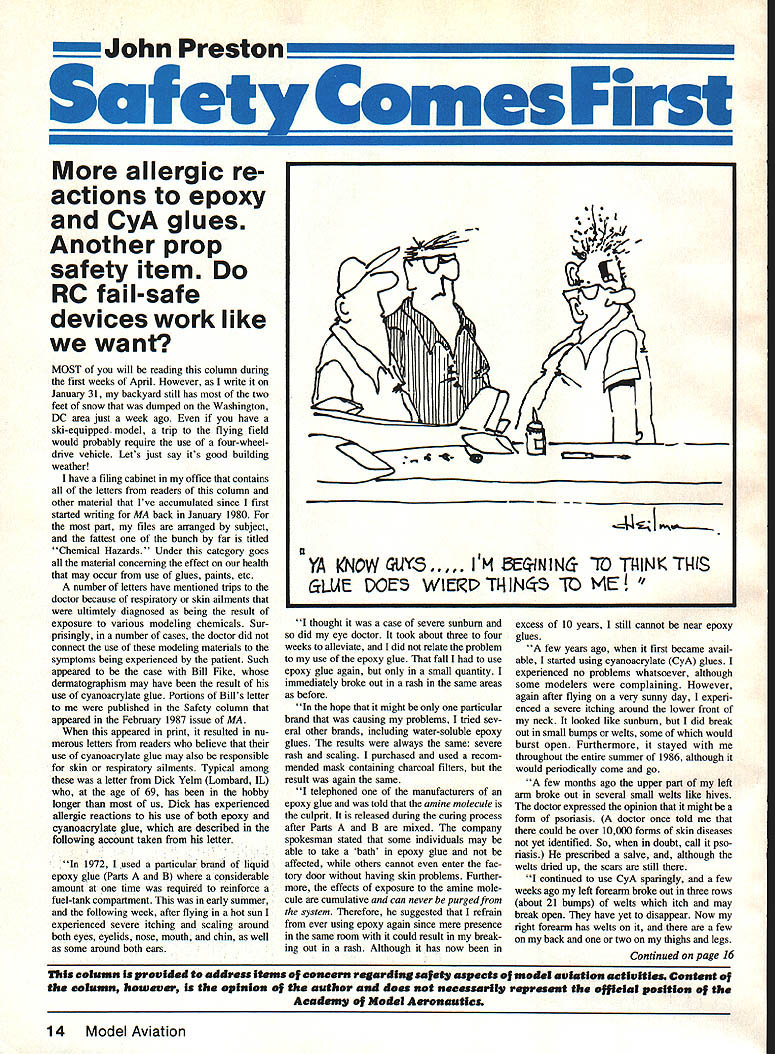 John Preston
Safety Comes First
More allergic re-
actions to epoxy
and CyA glues.
Another prop
safety item. Do
RC fail-safe
devices work like
we want?
MOST of you will be reading this column during
the first weeks of April. However, as I write it on
January 31, my backyard still has most of the two
feet of snow that was dumped on the Washington,
DC area just a week ago. Even if you have a
ski-equipped model, a trip to the flying field
would probably require the use of a four-wheel-
drive vehicle. Let's just say it's good building
weather!
I have a filing cabinet in my office that contains
all of the letters from readers of this column and
other material that I've accumulated since I first
started writing for MA back in January 1980. For
the most part, my files are arranged by subject,
and the fattest one of the bunch by far is titled
"Chemical Hazards." Under this category goes
all the material concerning the effect on our health
that may occur from use of glues, paints, etc.
A number of letters have mentioned trips to the
doctor because of respiratory or skin ailments that
were ultimately diagnosed as being the result of
exposure to various modeling chemicals. Sur-
prisingly, in a number of cases, the doctor did not
connect the use of these modeling materials to the
symptoms being experienced by the patient. Such
appeared to be the case with Bill Fike, whose
dermatographism may have been the result of his
use of cyanoacrylate glue. Portions of Bill's letter
to me were published in the Safety column that
appeared in the February 1987 issue of MA.
When this appeared in print, it resulted in nu-
merous letters from readers who believe that their
use of cyanoacrylate glue may also be responsible
for skin or respiratory ailments. Typical among
these was a letter from Dick Yelm (Lombard, IL)
who, at the age of 69, has been in the hobby
longer than most of us. Dick has experienced
allergic reactions to his use of both epoxy and
cyanoacrylate glue, which are described in the
following account taken from his letter.
"In 1972, I used a particular brand of liquid
epoxy glue (Parts A and B) where a considerable
amount at one time was required to reinforce a
fuel-tank compartment. This was in early summer,
and the following week, after flying in a hot sun I
experienced severe itching and scaling around
both eyes, eyelids, nose, mouth, and chin, as well
as some around both ears.
Heilman
"YA KNOW GUYS..... I'M BEGINING TO THINK THIS
GLUE DOES WIERD THINGS TO ME!"
"I thought it was a case of severe sunburn and
so did my eye doctor. It took about three to four
weeks to alleviate, and I did not relate the problem
to my use of the epoxy glue. That fall I had to use
epoxy glue again, but only in a small quantity. I
immediately broke out in a rash in the same areas
as before.
"In the hope that it might be only one particular
brand that was causing my problems, I tried sev-
eral other brands, including water-soluble epoxy
glues. The results were always the same: severe
rash and scaling. I purchased and used a recom-
mended mask containing charcoal filters, but the
result was again the same.
"I telephoned one of the manufacturers of an
epoxy glue and was told that the amine molecule is
the culprit. It is released during the curing process
after Parts A and B are mixed. The company
spokesman stated that some individuals may be
able to take a 'bath' in epoxy glue and not be
affected, while others cannot even enter the fac-
tory door without having skin problems. Further-
more, the effects of exposure to the amine mole-
cule are cumulative and can never be purged from
the system. Therefore, he suggested that I refrain
from ever using epoxy again since mere presence
in the same room with it could result in my break-
ing out in a rash. Although it has now been in
excess of 10 years, I still cannot be near epoxy
glues.
"A few years ago, when it first became avail-
able, I started using cyanoacrylate (CyA) glues. I
experienced no problems whatsoever, although
some modelers were complaining. However,
again after flying on a very sunny day, I experi-
enced a severe itching around the lower front of
my neck. It looked like sunburn, but I did break
out in small bumps or welts, some of which would
burst open. Furthermore, it stayed with me
throughout the entire summer of 1986, although it
would periodically come and go.
"A few months ago the upper part of my left
arm broke out in several small welts like hives.
The doctor expressed the opinion that it might be a
form of psoriasis. (A doctor once told me that
there could be over 10,000 forms of skin diseases
not yet identified. So, when in doubt, call it pso-
riasis.) He prescribed a salve, and, although the
welts dried up, the scars are still there.
"I continued to use CyA sparingly, and a few
weeks ago my left forearm broke out in three rows
(about 21 bumps) of welts which itch and may
break open. They have yet to disappear. Now my
right forearm has welts on it, and there are a few
on my back and one or two on my thighs and legs.
Continued on page 16
This column is provided to address items of concern regarding safety aspects of model aviation activities. Content of
the column, however, is the opinion of the author and does not necessarily represent the official position of the
Academy of Model Aeronautics.
14 Model Aviation